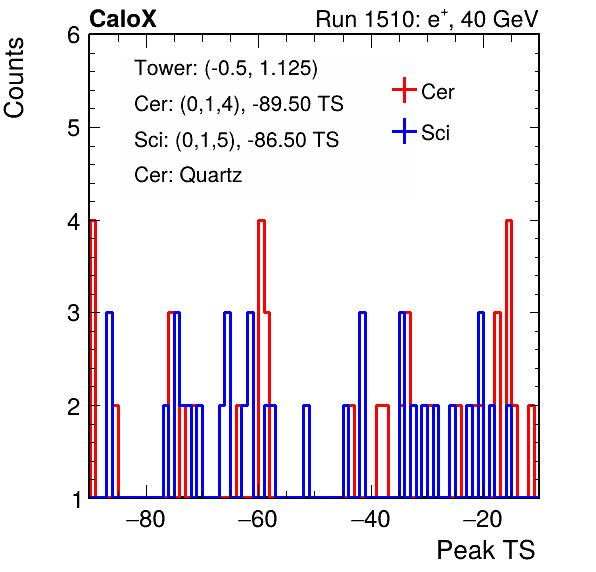 CaloX Run 1510: e⁺, 40 GeV
Counts
6
5
4
3
2
1
Tower: (-0.5, 1.125)
Cer: (0,1,4), -89.50 TS
Sci: (0,1,5), -86.50 TS
Cer: Quartz
Cer
Sci
−80 −60 −40 −20
Peak TS